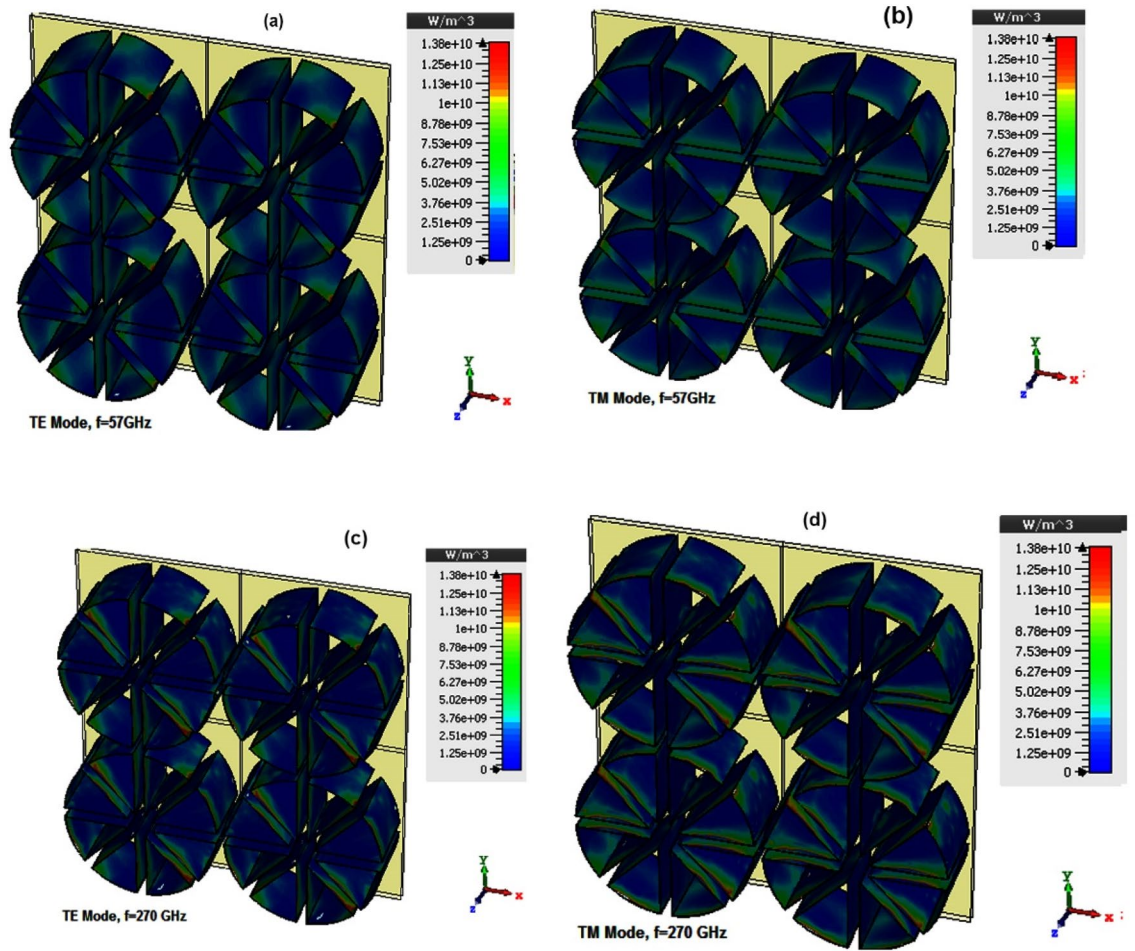 (a)
W/m^3
1.38e+10
1.25e+10
1.13e+10
1e+10
8.78e+09
7.53e+09
6.27e+09
5.02e+09
3.76e+09
2.51e+09
1.25e+09
0
Y
x
z
TE Mode, f=57GHz
(b)
W/m^3
1.38e+10
1.25e+10
1.13e+10
1e+10
8.78e+09
7.53e+09
6.27e+09
5.02e+09
3.76e+09
2.51e+09
1.25e+09
0
Y
x
z
TM Mode, f=57GHz
(c)
W/m^3
1.38e+10
1.25e+10
1.13e+10
1e+10
8.78e+09
7.53e+09
6.27e+09
5.02e+09
3.76e+09
2.51e+09
1.25e+09
0
Y
x
z
TE Mode, f=270 GHz
(d)
W/m^3
1.38e+10
1.25e+10
1.13e+10
1e+10
8.78e+09
7.53e+09
6.27e+09
5.02e+09
3.76e+09
2.51e+09
1.25e+09
0
Y
x
z
TM Mode, f=270 GHz